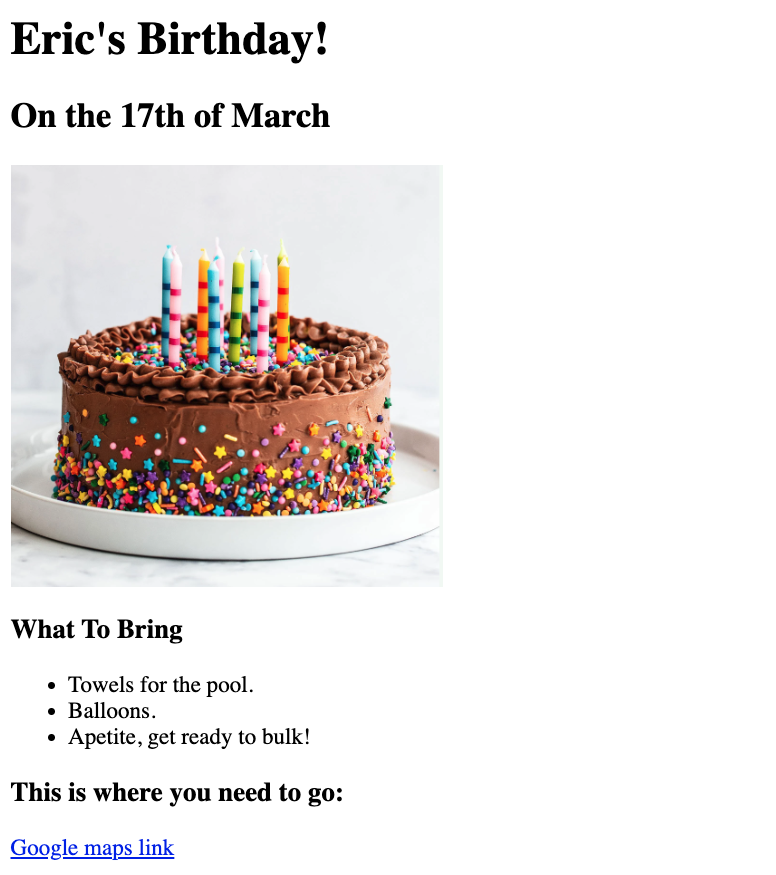 Eric's Birthday!
On the 17th of March
What To Bring
Towels for the pool.
Balloons.
Apetite, get ready to bulk!
This is where you need to go:
Google maps link